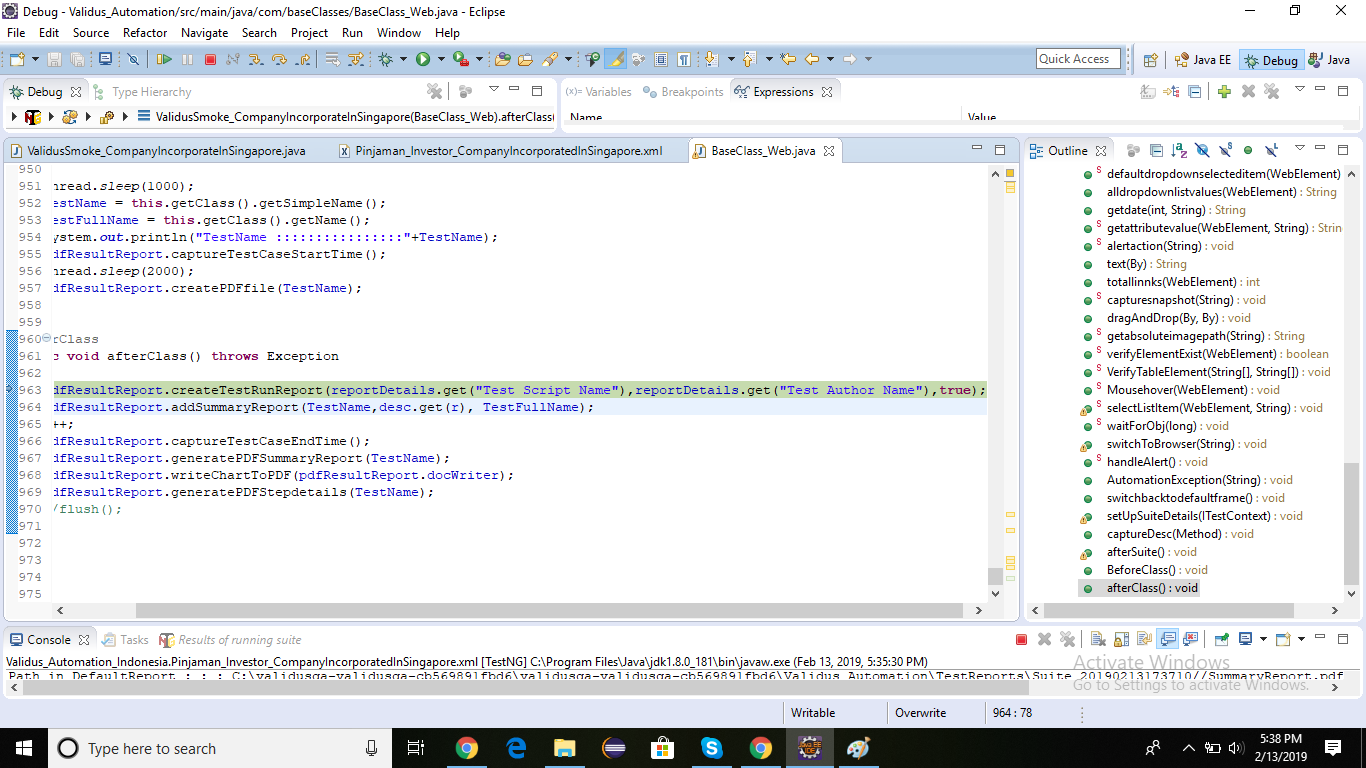 Debug - Validus_Automation/src/main/java/com/baseClasses/BaseClass_Web.java - Eclipse
File Edit Source Refactor Navigate Search Project Run Window Help
Quick Access Java EE Debug Java
Debug Type Hierarchy
(x)= Variables Breakpoints Expressions
ValidusSmoke_CompanyIncorporateInSingapore(BaseClass_Web).afterClass(
Name Value
ValidusSmoke_CompanyIncorporateInSingapore.java Pinjaman_Investor_CompanyIncorporatedInSingapore.xml BaseClass_Web.java
950
951 hread.sleep(1000);
952 estName = this.getClass().getSimpleName();
953 estFullName = this.getClass().getName();
954 ystem.out.println("TestName ::::::::::::::::"+TestName);
955 dfResultReport.captureTestCaseStartTime();
956 hread.sleep(2000);
957 dfResultReport.createPDFfile(TestName);
958
959
960 rClass
961 c void afterClass() throws Exception
962
963 dfResultReport.createTestRunReport(reportDetails.get("Test Script Name"),reportDetails.get("Test Author Name"),true);
964 dfResultReport.addSummaryReport(TestName,desc.get(r), TestFullName);
965 ++;
966 dfResultReport.captureTestCaseEndTime();
967 dfResultReport.generatePDFSummaryReport(TestName);
968 dfResultReport.writeChartToPDF(pdfResultReport.docWriter);
969 dfResultReport.generatePDFStepdetails(TestName);
970 /flush();
971
972
973
974
975
Outline
defaultdropdownselecteditem(WebElement)
alldropdownlistvalues(WebElement) : String
getdate(int, String) : String
getattributevalue(WebElement, String) : Strin
alertaction(String) : void
text(By) : String
totallinnks(WebElement) : int
capturesnapshot(String) : void
dragAndDrop(By, By) : void
getabsoluteimagepath(String) : String
verifyElementExist(WebElement) : boolean
VerifyTableElement(String[], String[]) : void
Mousehover(WebElement) : void
selectListItem(WebElement, String) : void
waitForObj(long) : void
switchToBrowser(String) : void
handleAlert() : void
AutomationException(String) : void
switchbacktodefaultframe() : void
setUpSuiteDetails(ITestContext) : void
captureDesc(Method) : void
afterSuite() : void
BeforeClass() : void
afterClass() : void
Console Tasks Results of running suite
Validus_Automation_Indonesia.Pinjaman_Investor_CompanyIncorporatedInSingapore.xml [TestNG] C:\Program Files\Java\jdk1.8.0_181\bin\javaw.exe (Feb 13, 2019, 5:35:30 PM)
Path in DefaultReport : : : C:\validusqa-validusqa-cb569891fbd6\validusqa-validusqa-cb569891fbd6\Validus_Automation\TestReports\Suite_20190213173710//SummaryReport.pdf
Activate Windows
Go to Settings to activate Windows.
Writable Overwrite 964 : 78
Type here to search
5:38 PM
2/13/2019